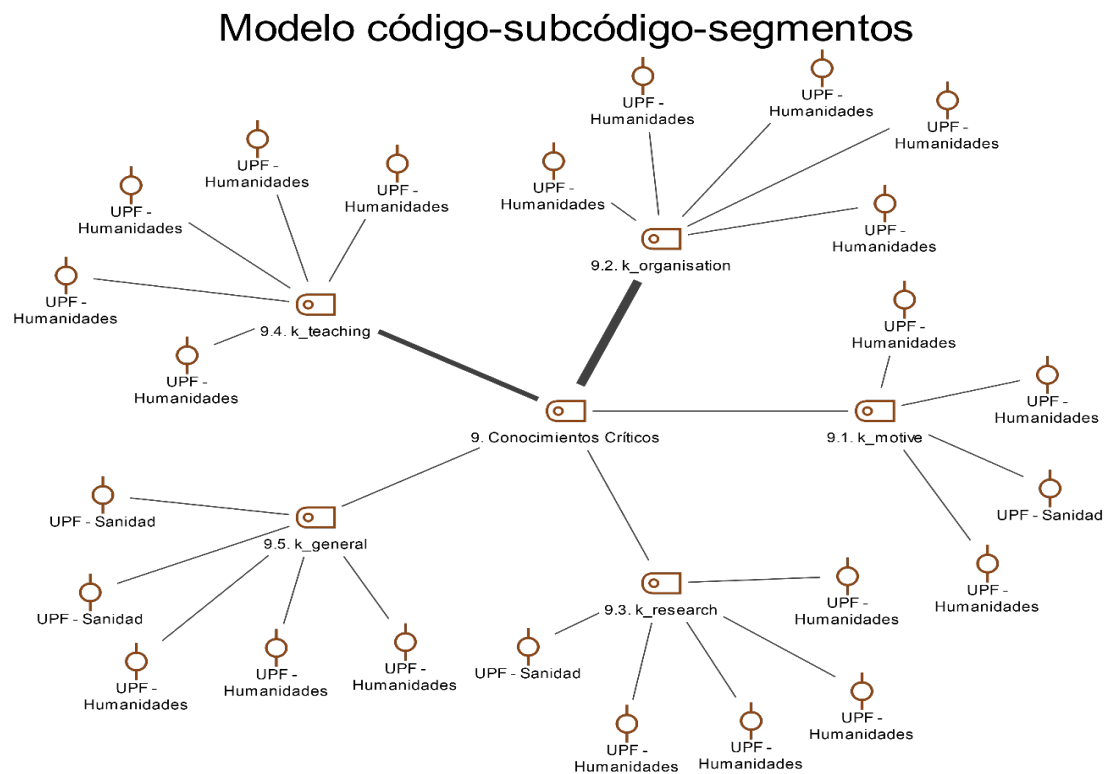 Modelo código-subcódigo-segmentos
UPF -
Humanidades
UPF -
Humanidades
UPF -
Humanidades
UPF -
Humanidades
UPF -
Humanidades
UPF -
Humanidades
UPF -
Humanidades
UPF -
Humanidades
UPF -
Humanidades
9.2. k_organisation
UPF -
Humanidades
9.4. k_teaching
UPF -
Humanidades
UPF -
Humanidades
UPF -
Humanidades
9. Conocimientos Críticos
9.1. k_motive
UPF - Sanidad
UPF - Sanidad
9.5. k_general
UPF -
Humanidades
UPF - Sanidad
9.3. k_research
UPF -
Humanidades
UPF - Sanidad
UPF -
Humanidades
UPF -
Humanidades
UPF -
Humanidades
UPF -
Humanidades
UPF -
Humanidades
UPF -
Humanidades